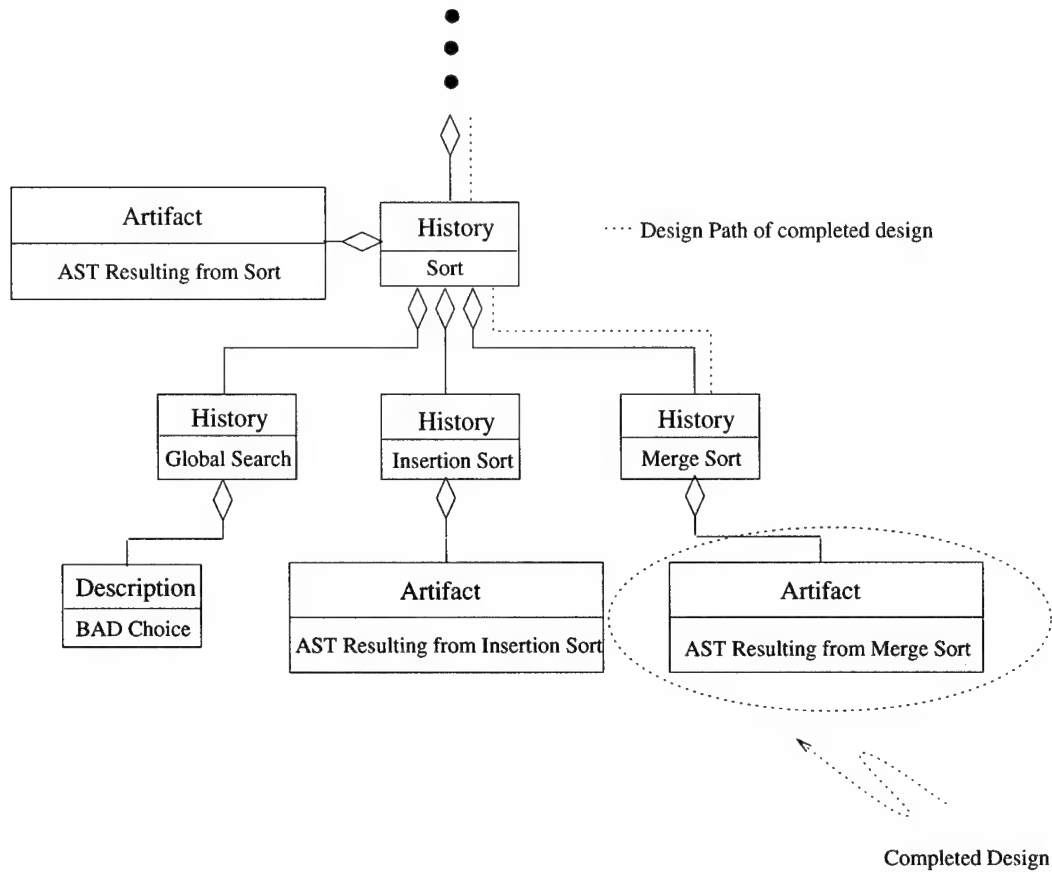 Artifact
AST Resulting from Sort
History
Sort
Design Path of completed design
History
Global Search
History
Insertion Sort
History
Merge Sort
Description
BAD Choice
Artifact
AST Resulting from Insertion Sort
Artifact
AST Resulting from Merge Sort
Completed Design